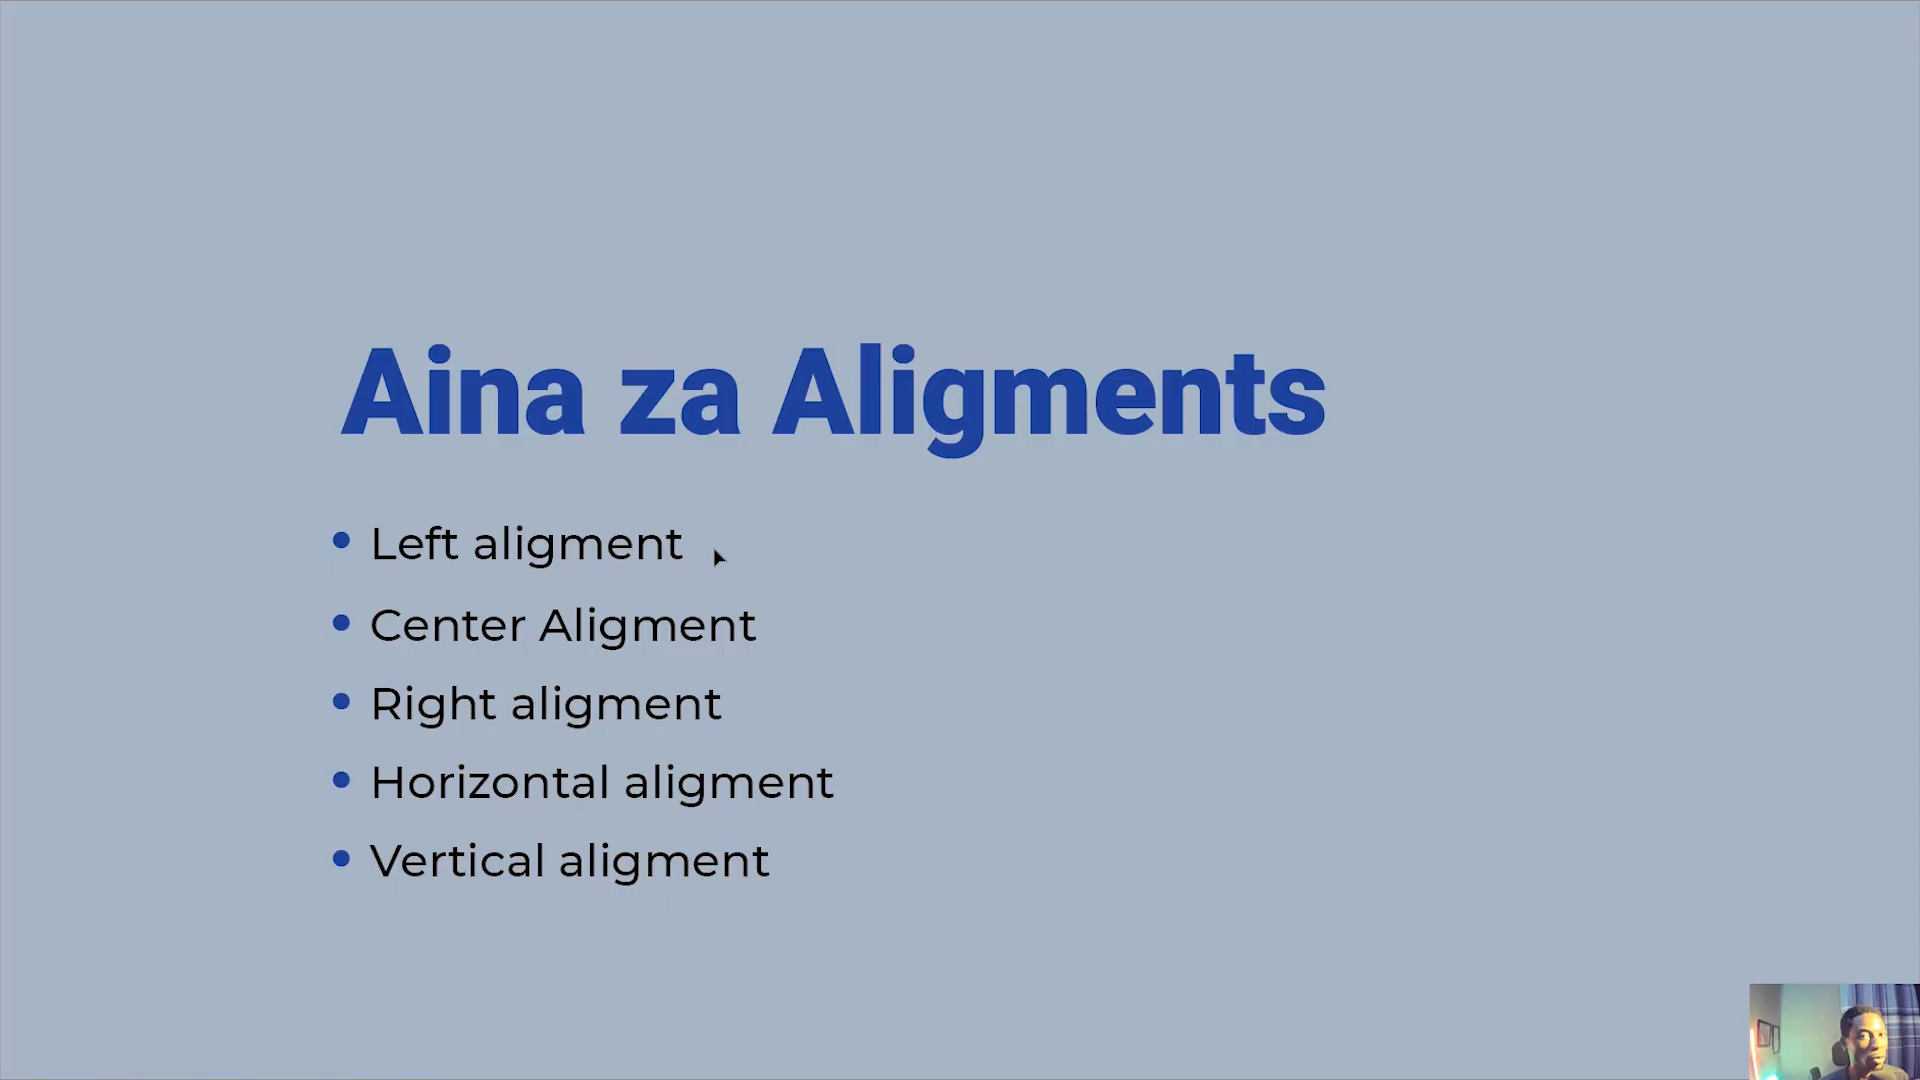 Aina za Aligments
Left aligment
Center Aligment
Right aligment
Horizontal aligment
Vertical aligment